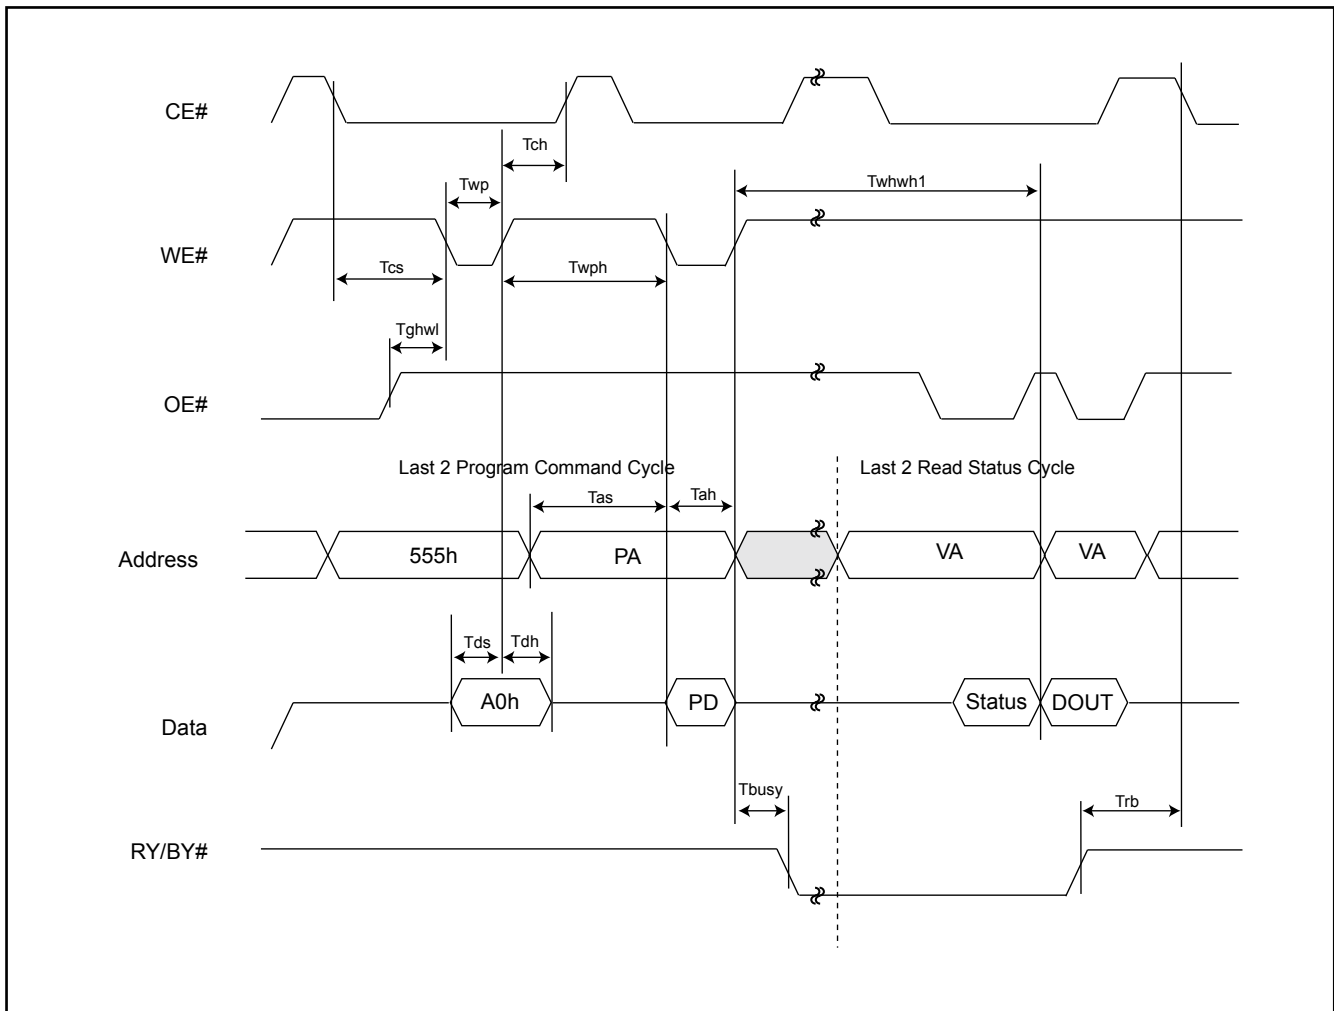 CE#
Tch
Twp
Twhwh1
WE#
Tcs
Twph
Tghwl
OE#
Last 2 Program Command Cycle
Last 2 Read Status Cycle
Tas
Tah
Address
555h
PA
VA
VA
Tds
Tdh
Data
A0h
PD
Status
DOUT
Tbusy
Trb
RY/BY#